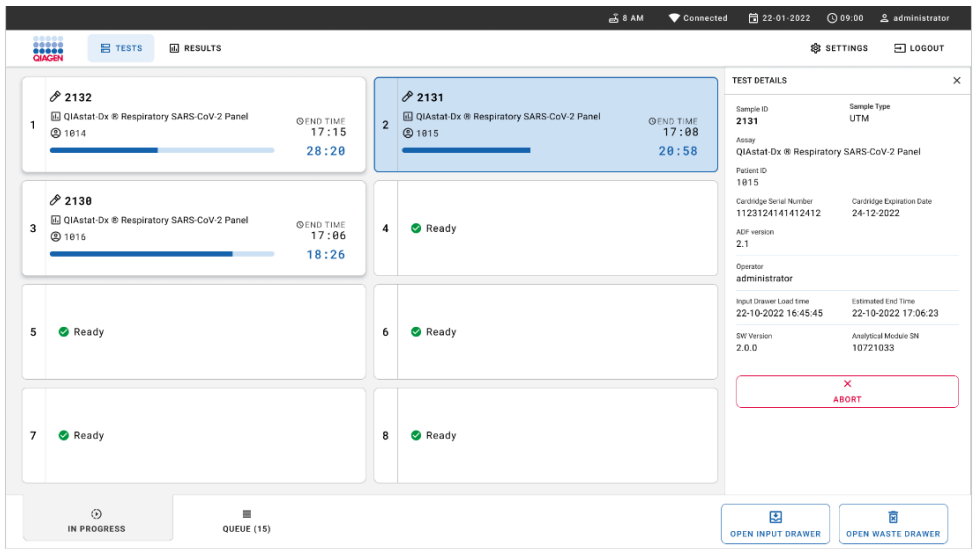 8 AM Connected 22-01-2022 09:00 administrator
QIAGEN TESTS RESULTS SETTINGS LOGOUT
1
2132
QIAstat-Dx ® Respiratory SARS-CoV-2 Panel
1014
END TIME
17:15
28:20
2
2131
QIAstat-Dx ® Respiratory SARS-CoV-2 Panel
1015
END TIME
17:08
20:58
3
2130
QIAstat-Dx ® Respiratory SARS-CoV-2 Panel
1016
END TIME
17:06
18:26
4 Ready
5 Ready
6 Ready
7 Ready
8 Ready
TEST DETAILS
Sample ID Sample Type
2131 UTM
Assay
QIAstat-Dx ® Respiratory SARS-CoV-2 Panel
Patient ID
1015
Cardridge Serial Number Cardridge Expiration Date
1123124141412412 24-12-2022
ADF version
2.1
Operator
administrator
Input Drawer Load time Estimated End Time
22-10-2022 16:45:45 22-10-2022 17:06:23
SW Version Analytical Module SN
2.0.0 10721033
ABORT
IN PROGRESS QUEUE (15) OPEN INPUT DRAWER OPEN WASTE DRAWER